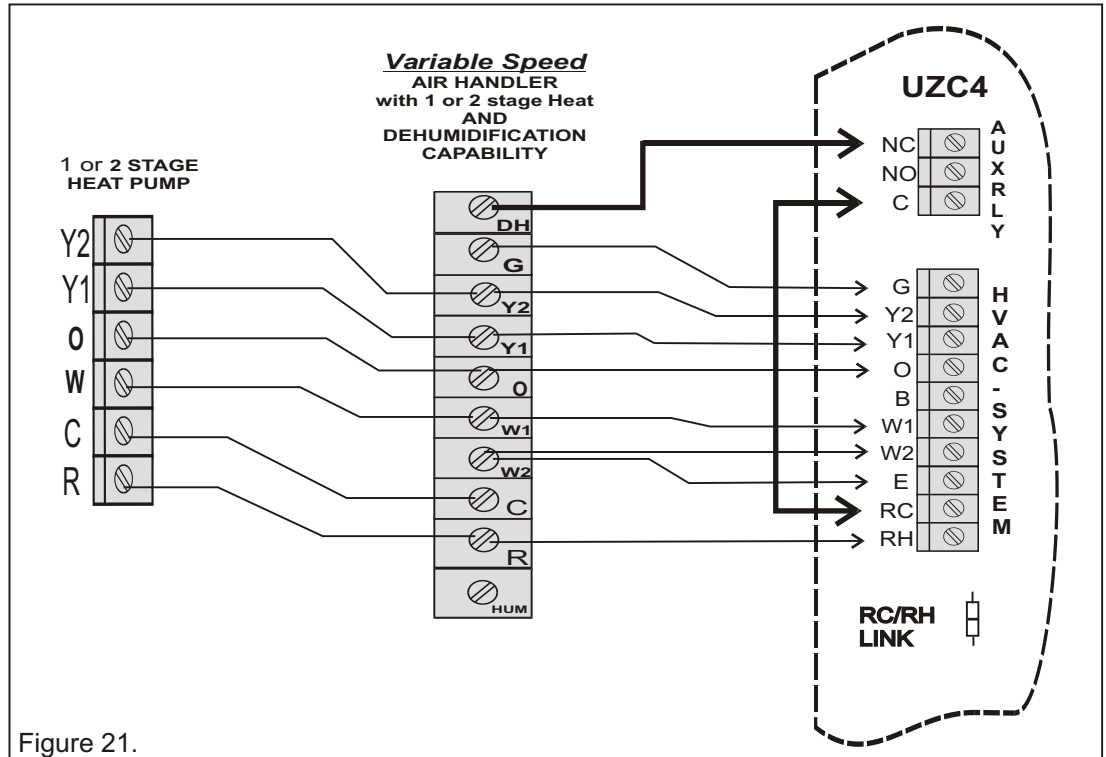 Variable Speed
AIR HANDLER
with 1 or 2 stage Heat
AND
DEHUMIDIFICATION
CAPABILITY
1 or 2 STAGE
HEAT PUMP
Y2
Y1
O
W
C
R
DH
G
Y2
Y1
O
W1
W2
C
R
HUM
UZC4
NC
NO
C
AUXRLY
G
Y2
Y1
O
B
W1
W2
E
RC
RH
HVAC-SYSTEM
RC/RH
LINK
Figure 21.